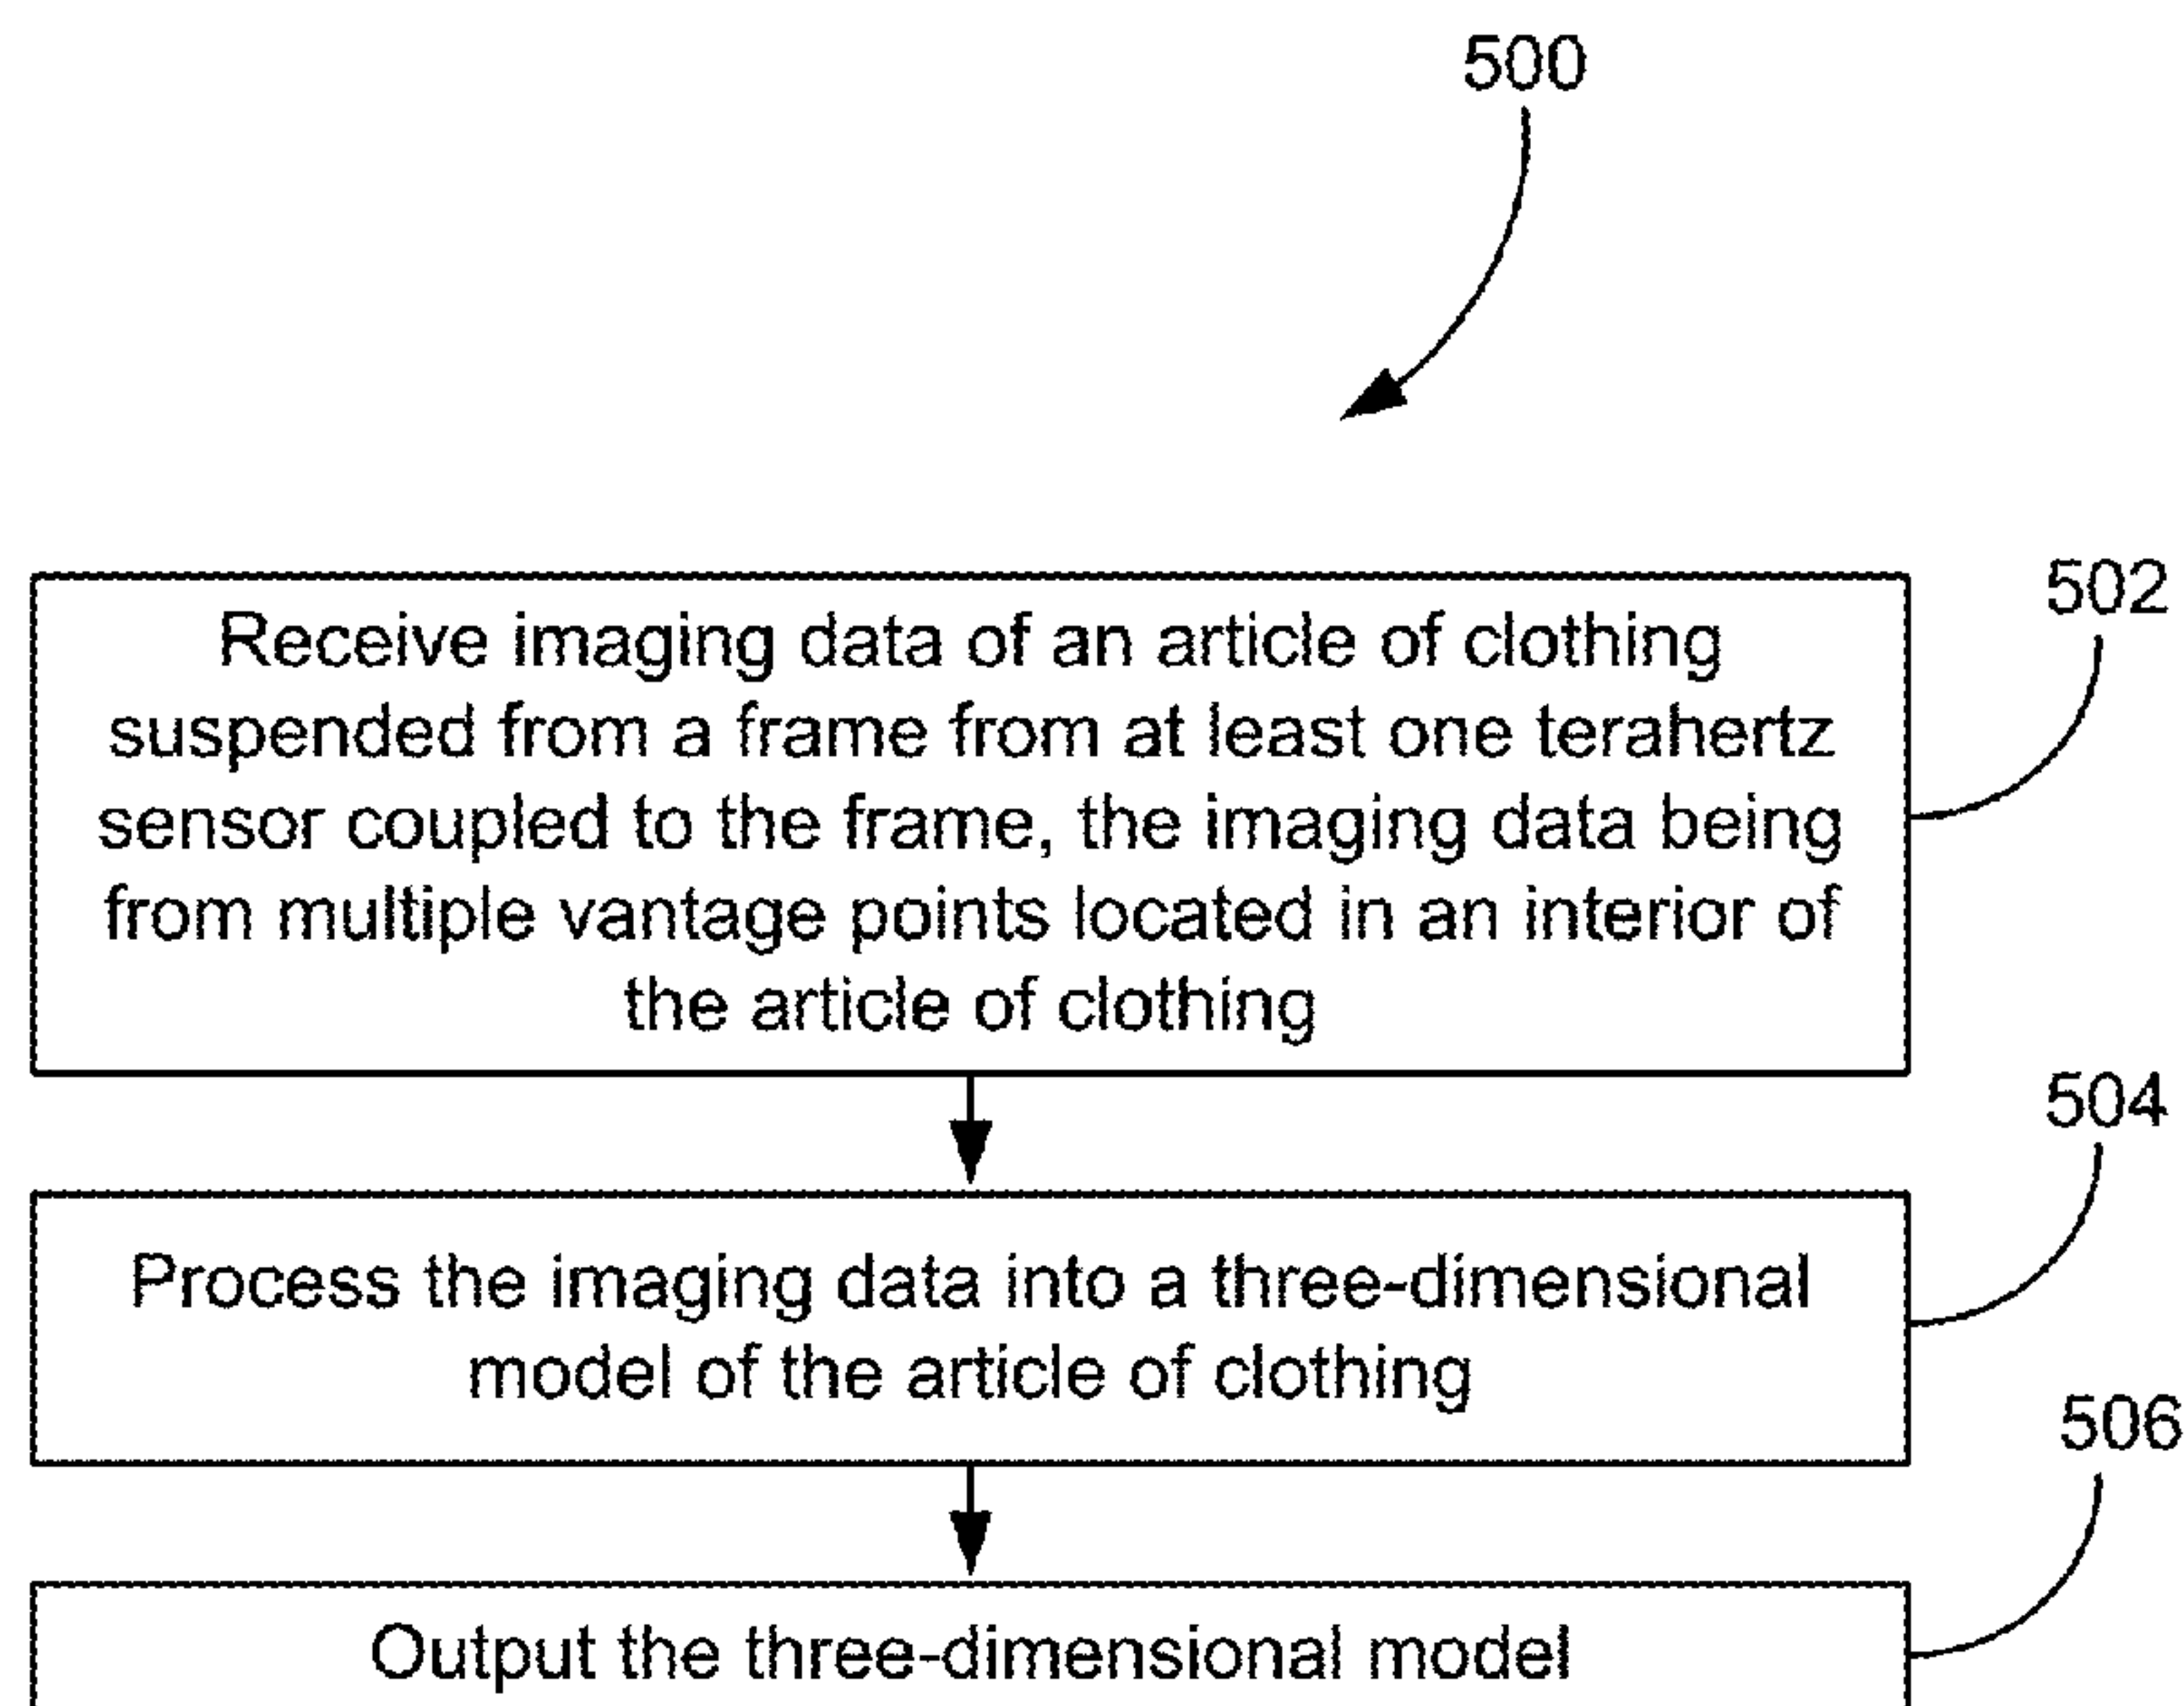 500
502
Receive imaging data of an article of clothing
suspended from a frame from at least one terahertz
sensor coupled to the frame, the imaging data being
from multiple vantage points located in an interior of
the article of clothing
504
Process the imaging data into a three-dimensional
model of the article of clothing
506
Output the three-dimensional model